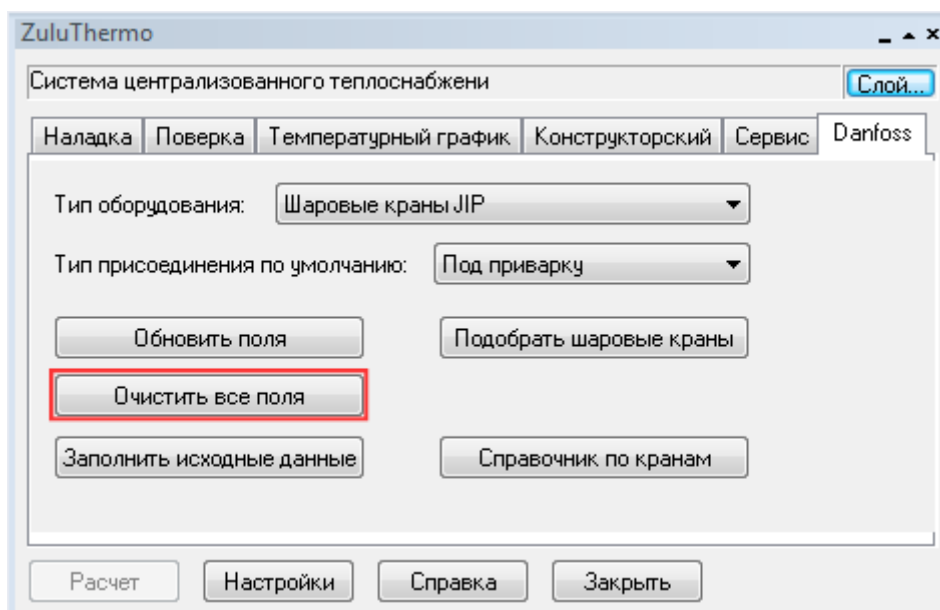 ZuluThermo
Система централизованного теплоснабжени
Слой...
Наладка Поверка Температурный график Конструкторский Сервис Danfoss
Тип оборудования: Шаровые краны JIP
Тип присоединения по умолчанию: Под приварку
Обновить поля Подобрать шаровые краны
Очистить все поля
Заполнить исходные данные Справочник по кранам
Расчет Настройки Справка Закрыть